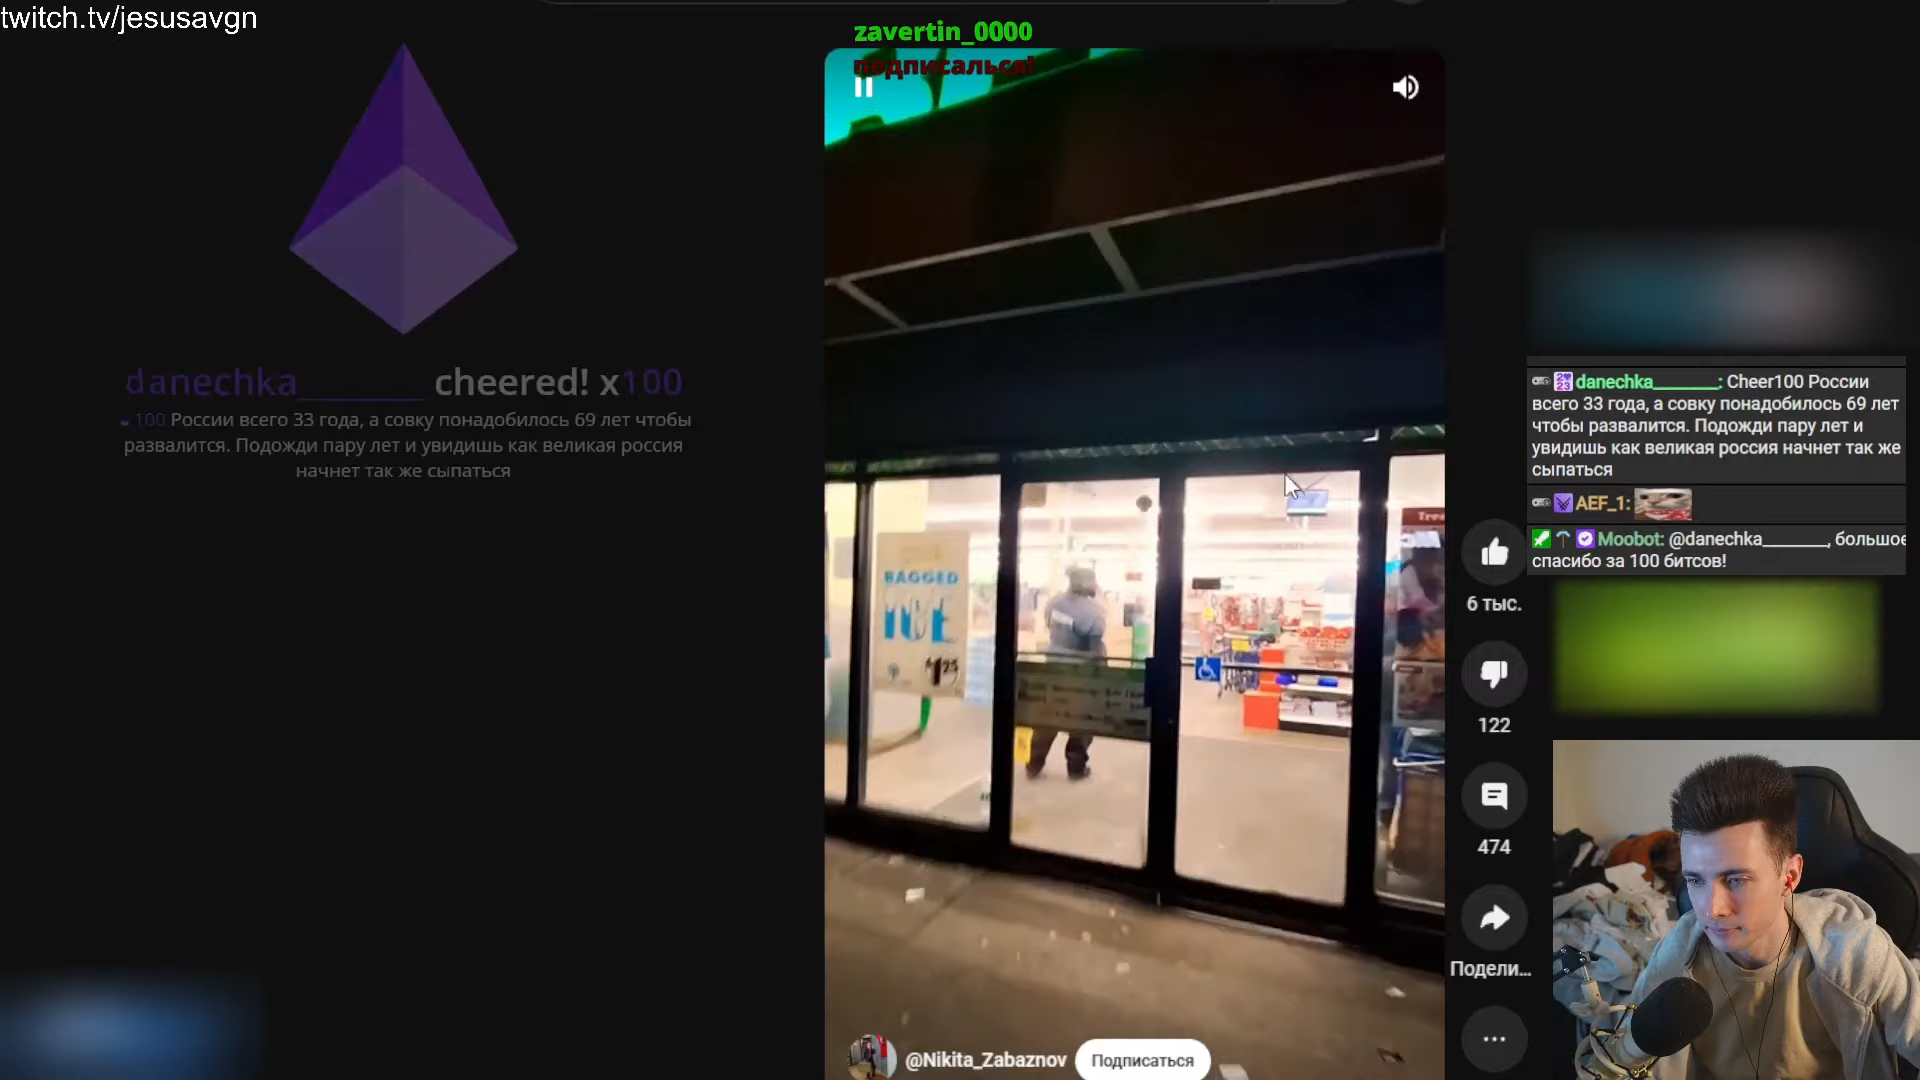 twitch.tv/jesusavgn
zavertin_0000
подписалься!
danechka_______ cheered! x100
100 России всего 33 года, а совку понадобилось 69 лет чтобы
развалится. Подожди пару лет и увидишь как великая россия
начнет так же сыпаться
danechka_______: Cheer100 России
всего 33 года, а совку понадобилось 69 лет
чтобы развалится. Подожди пару лет и
увидишь как великая россия начнет так же
сыпаться
AEF_1:
Moobot: @danechka_______, большое
спасибо за 100 битсов!
BAGGED
ICE
6 тыс.
122
474
Подели...
@Nikita_Zabaznov
Подписаться